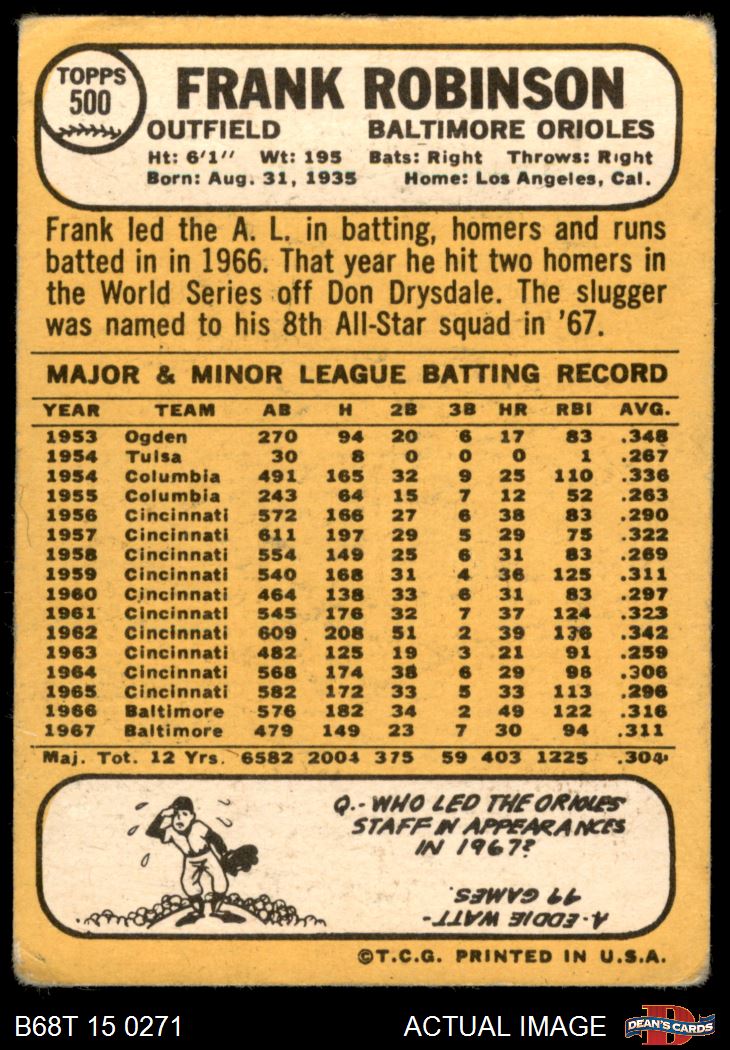 TOPPS
500
FRANK ROBINSON
OUTFIELD BALTIMORE ORIOLES
Ht: 6'1" Wt: 195 Bats: Right Throws: Right
Born: Aug. 31, 1935 Home: Los Angeles, Cal.
Frank led the A. L. in batting, homers and runs
batted in in 1966. That year he hit two homers in
the World Series off Don Drysdale. The slugger
was named to his 8th All-Star squad in '67.
MAJOR & MINOR LEAGUE BATTING RECORD
YEAR TEAM AB H 2B 3B HR RBI AVG.
1953 Ogden 270 94 20 6 17 83 .348
1954 Tulsa 30 8 0 0 0 1 .267
1954 Columbia 491 165 32 9 25 110 .336
1955 Columbia 243 64 15 7 12 52 .263
1956 Cincinnati 572 166 27 6 38 83 .290
1957 Cincinnati 611 197 29 5 29 75 .322
1958 Cincinnati 554 149 25 6 31 83 .269
1959 Cincinnati 540 168 31 4 36 125 .311
1960 Cincinnati 464 138 33 6 31 83 .297
1961 Cincinnati 545 176 32 7 37 124 .323
1962 Cincinnati 609 208 51 2 39 136 .342
1963 Cincinnati 482 125 19 3 21 91 .259
1964 Cincinnati 568 174 38 6 29 96 .306
1965 Cincinnati 582 172 33 5 33 113 .296
1966 Baltimore 576 182 34 2 49 122 .316
1967 Baltimore 479 149 23 7 30 94 .311
Maj. Tot. 12 Yrs. 6582 2004 375 59 403 1225 .304
Q.-WHO LED THE ORIOLES
STAFF IN APPEARANCES
IN 1967?
A-EDDIE WATT-
49 GAMES.
©T.C.G. PRINTED IN U.S.A.
B68T 15 0271 ACTUAL IMAGE
D
DEAN'S CARDS